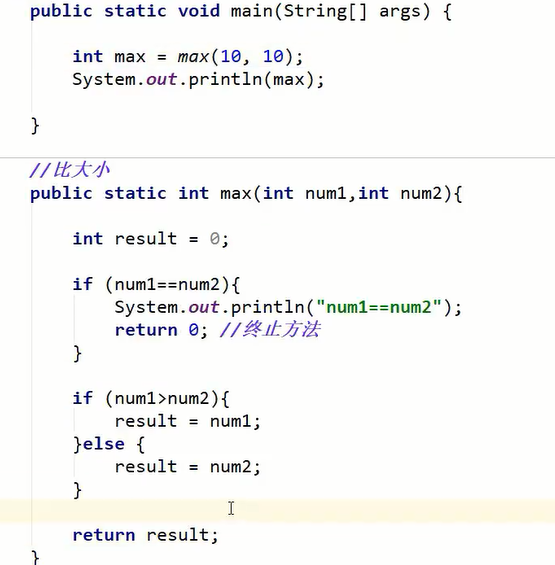 public static void main(String[] args) {
int max = max(10, 10);
System.out.println(max);
}
//比大小
public static int max(int num1,int num2){
int result = 0;
if (num1==num2){
System.out.println("num1==num2");
return 0; //终止方法
}
if (num1>num2){
result = num1;
}else {
result = num2;
}
return result;
}